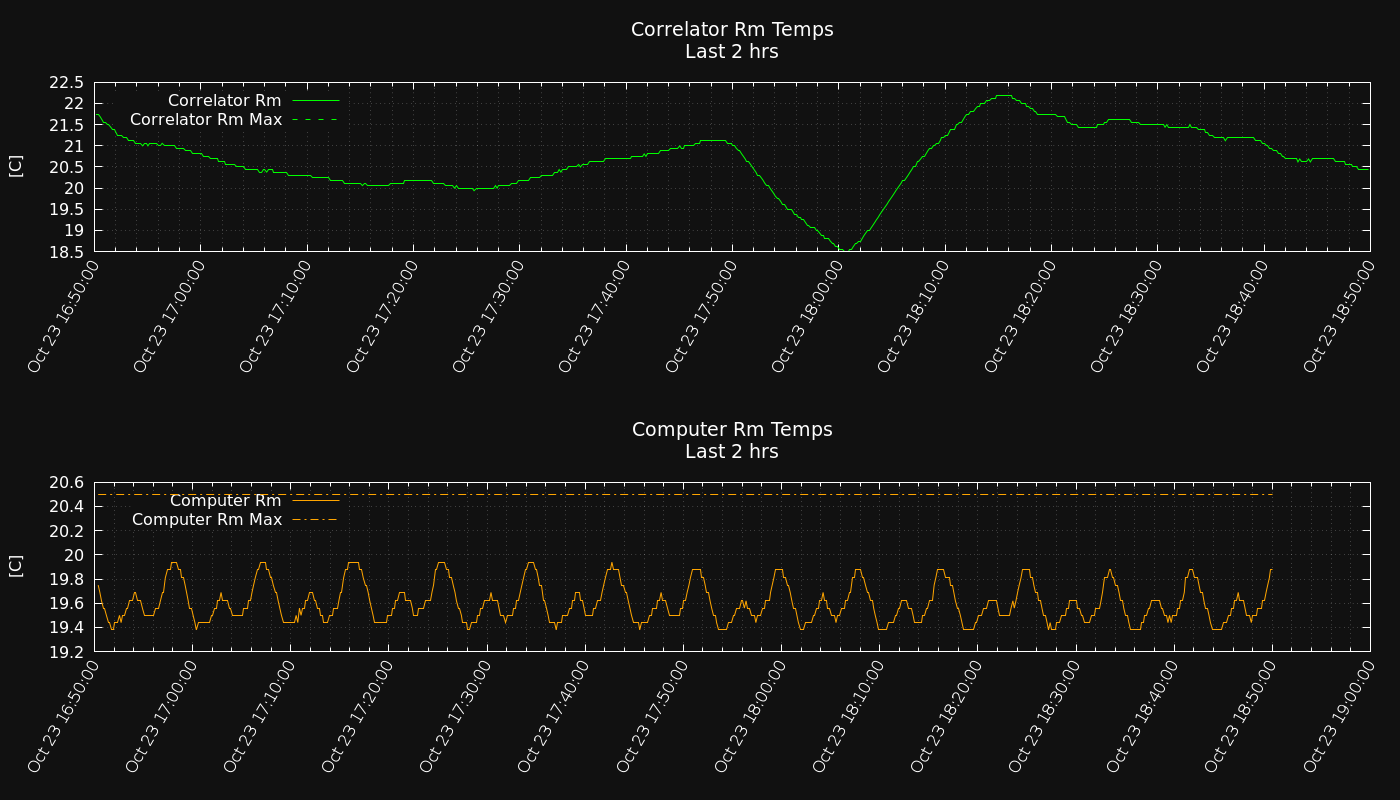 Correlator Rm Temps
Last 2 hrs
22.5
22
21.5
21
20.5
20
19.5
19
18.5
[C]
Correlator Rm
Correlator Rm Max
Oct 23 16:50:00
Oct 23 17:00:00
Oct 23 17:10:00
Oct 23 17:20:00
Oct 23 17:30:00
Oct 23 17:40:00
Oct 23 17:50:00
Oct 23 18:00:00
Oct 23 18:10:00
Oct 23 18:20:00
Oct 23 18:30:00
Oct 23 18:40:00
Oct 23 18:50:00
Computer Rm Temps
Last 2 hrs
20.6
20.4
20.2
20
19.8
19.6
19.4
19.2
[C]
Computer Rm
Computer Rm Max
Oct 23 16:50:00
Oct 23 17:00:00
Oct 23 17:10:00
Oct 23 17:20:00
Oct 23 17:30:00
Oct 23 17:40:00
Oct 23 17:50:00
Oct 23 18:00:00
Oct 23 18:10:00
Oct 23 18:20:00
Oct 23 18:30:00
Oct 23 18:40:00
Oct 23 18:50:00
Oct 23 19:00:00